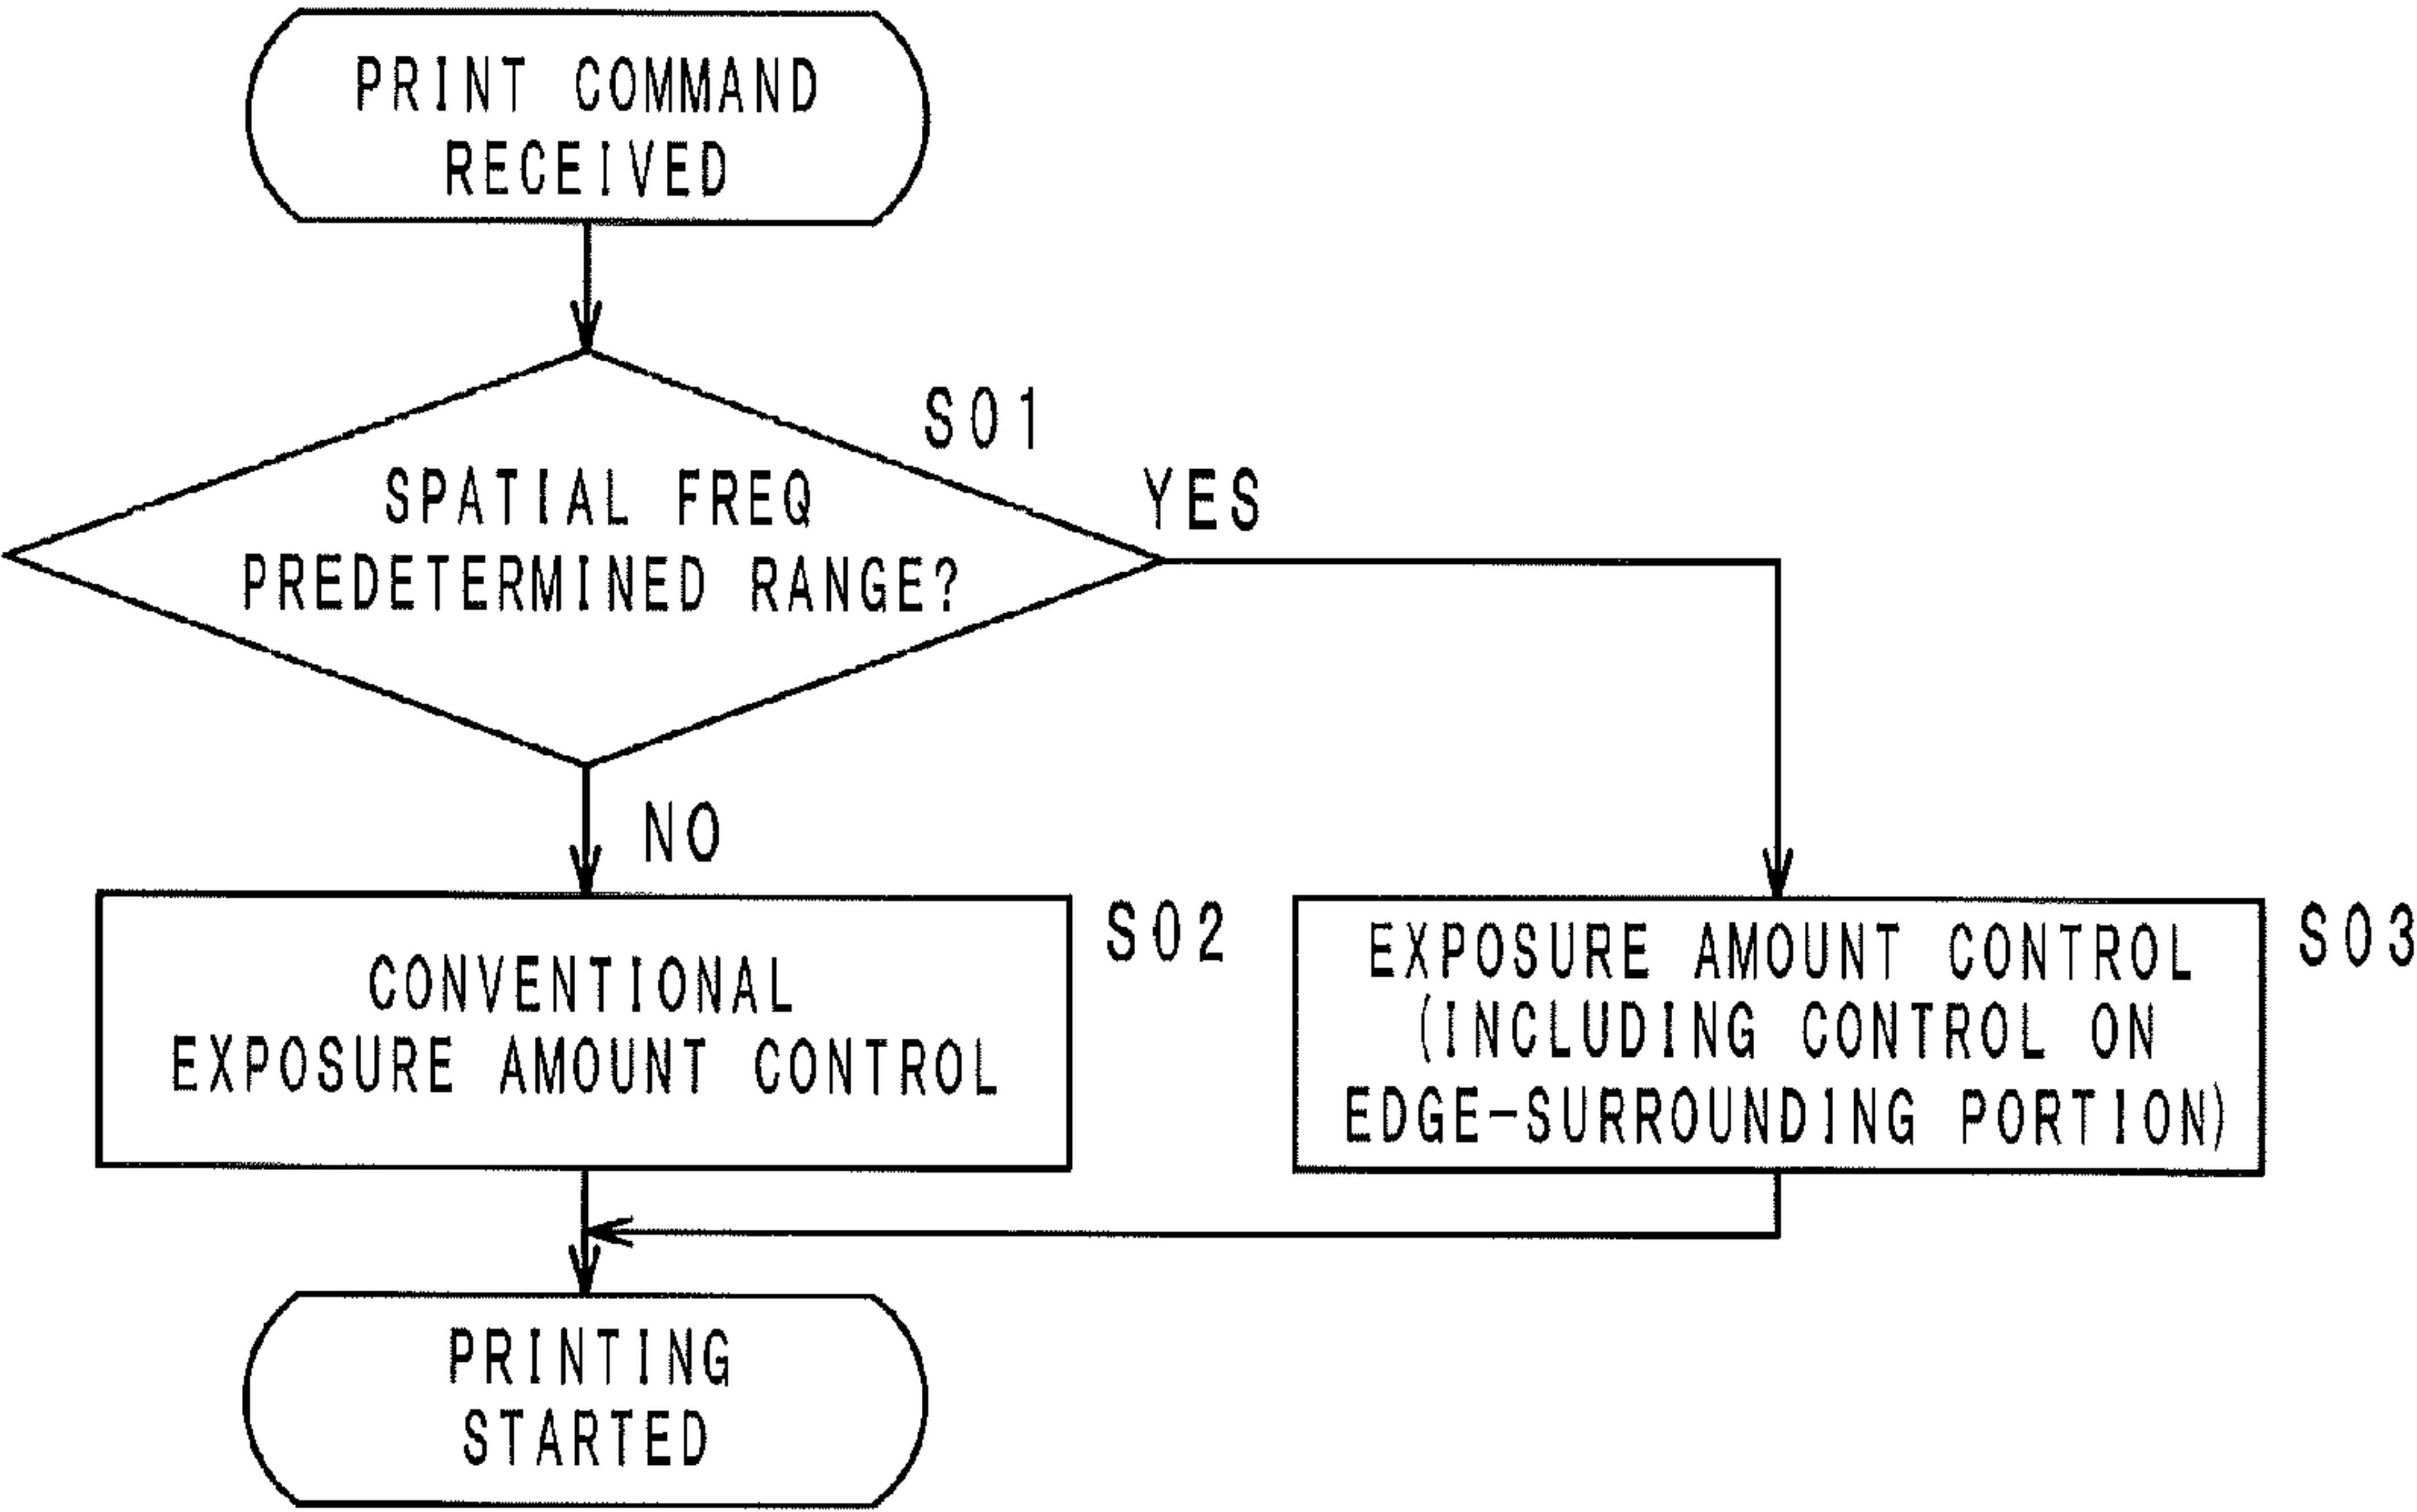 PRINT COMMAND
RECEIVED
S01
SPATIAL FREQ
PREDETERMINED RANGE?
YES
NO
CONVENTIONAL
EXPOSURE AMOUNT CONTROL
S02
EXPOSURE AMOUNT CONTROL
(INCLUDING CONTROL ON
EDGE-SURROUNDING PORTION)
S03
PRINTING
STARTED